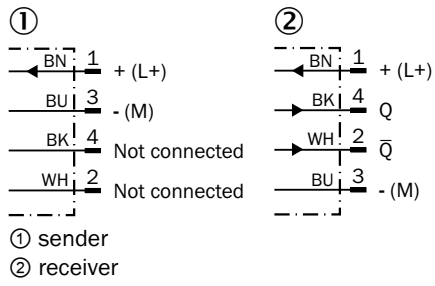 ① ②
BN 1 + (L+)
BU 3 - (M)
BK 4 Not connected
WH 2 Not connected
BN 1 + (L+)
BK 4 Q
WH 2 Q̅
BU 3 - (M)
① sender
② receiver